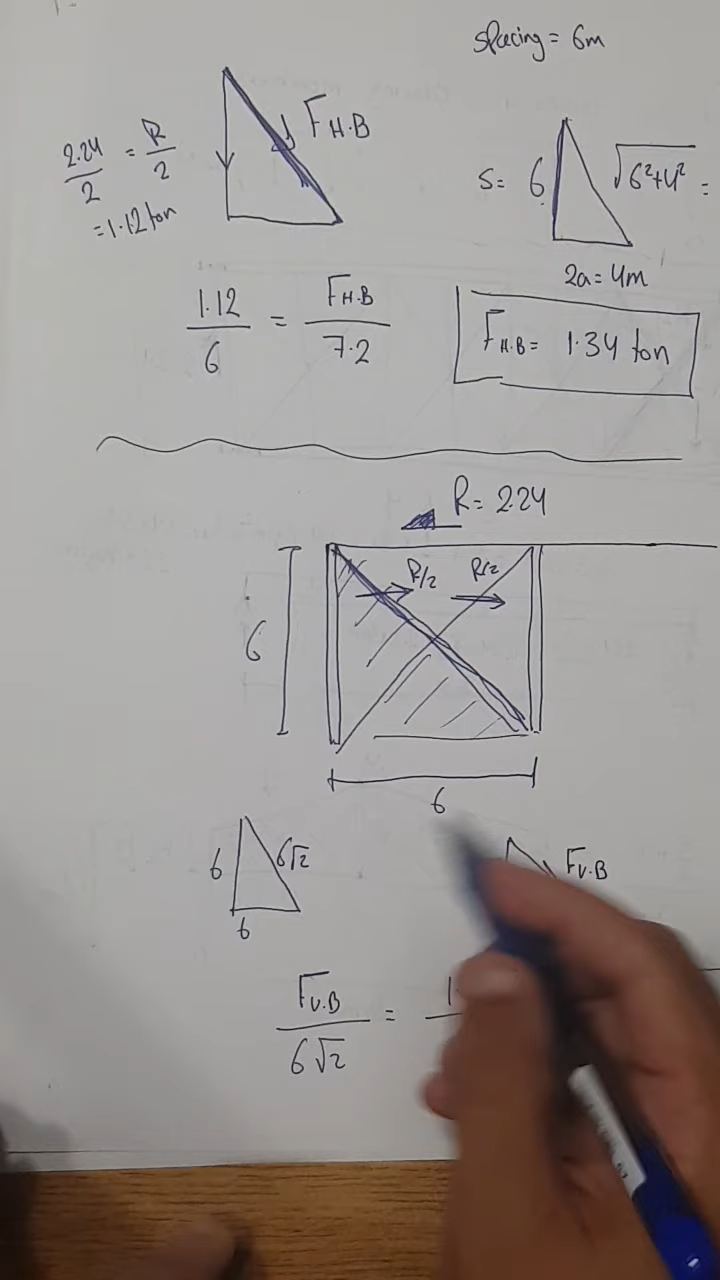 spacing = 6m
2.24/2 = R/2
= 1.12 ton
F H.B
S = 6
√6²+4² =
2a = 4m
1.12/6 = F H.B/7.2
F H.B = 1.34 ton
R = 2.24
R/2 R/2
6
6
6 6√2
6
F V.B
F V.B/6√2 = 1